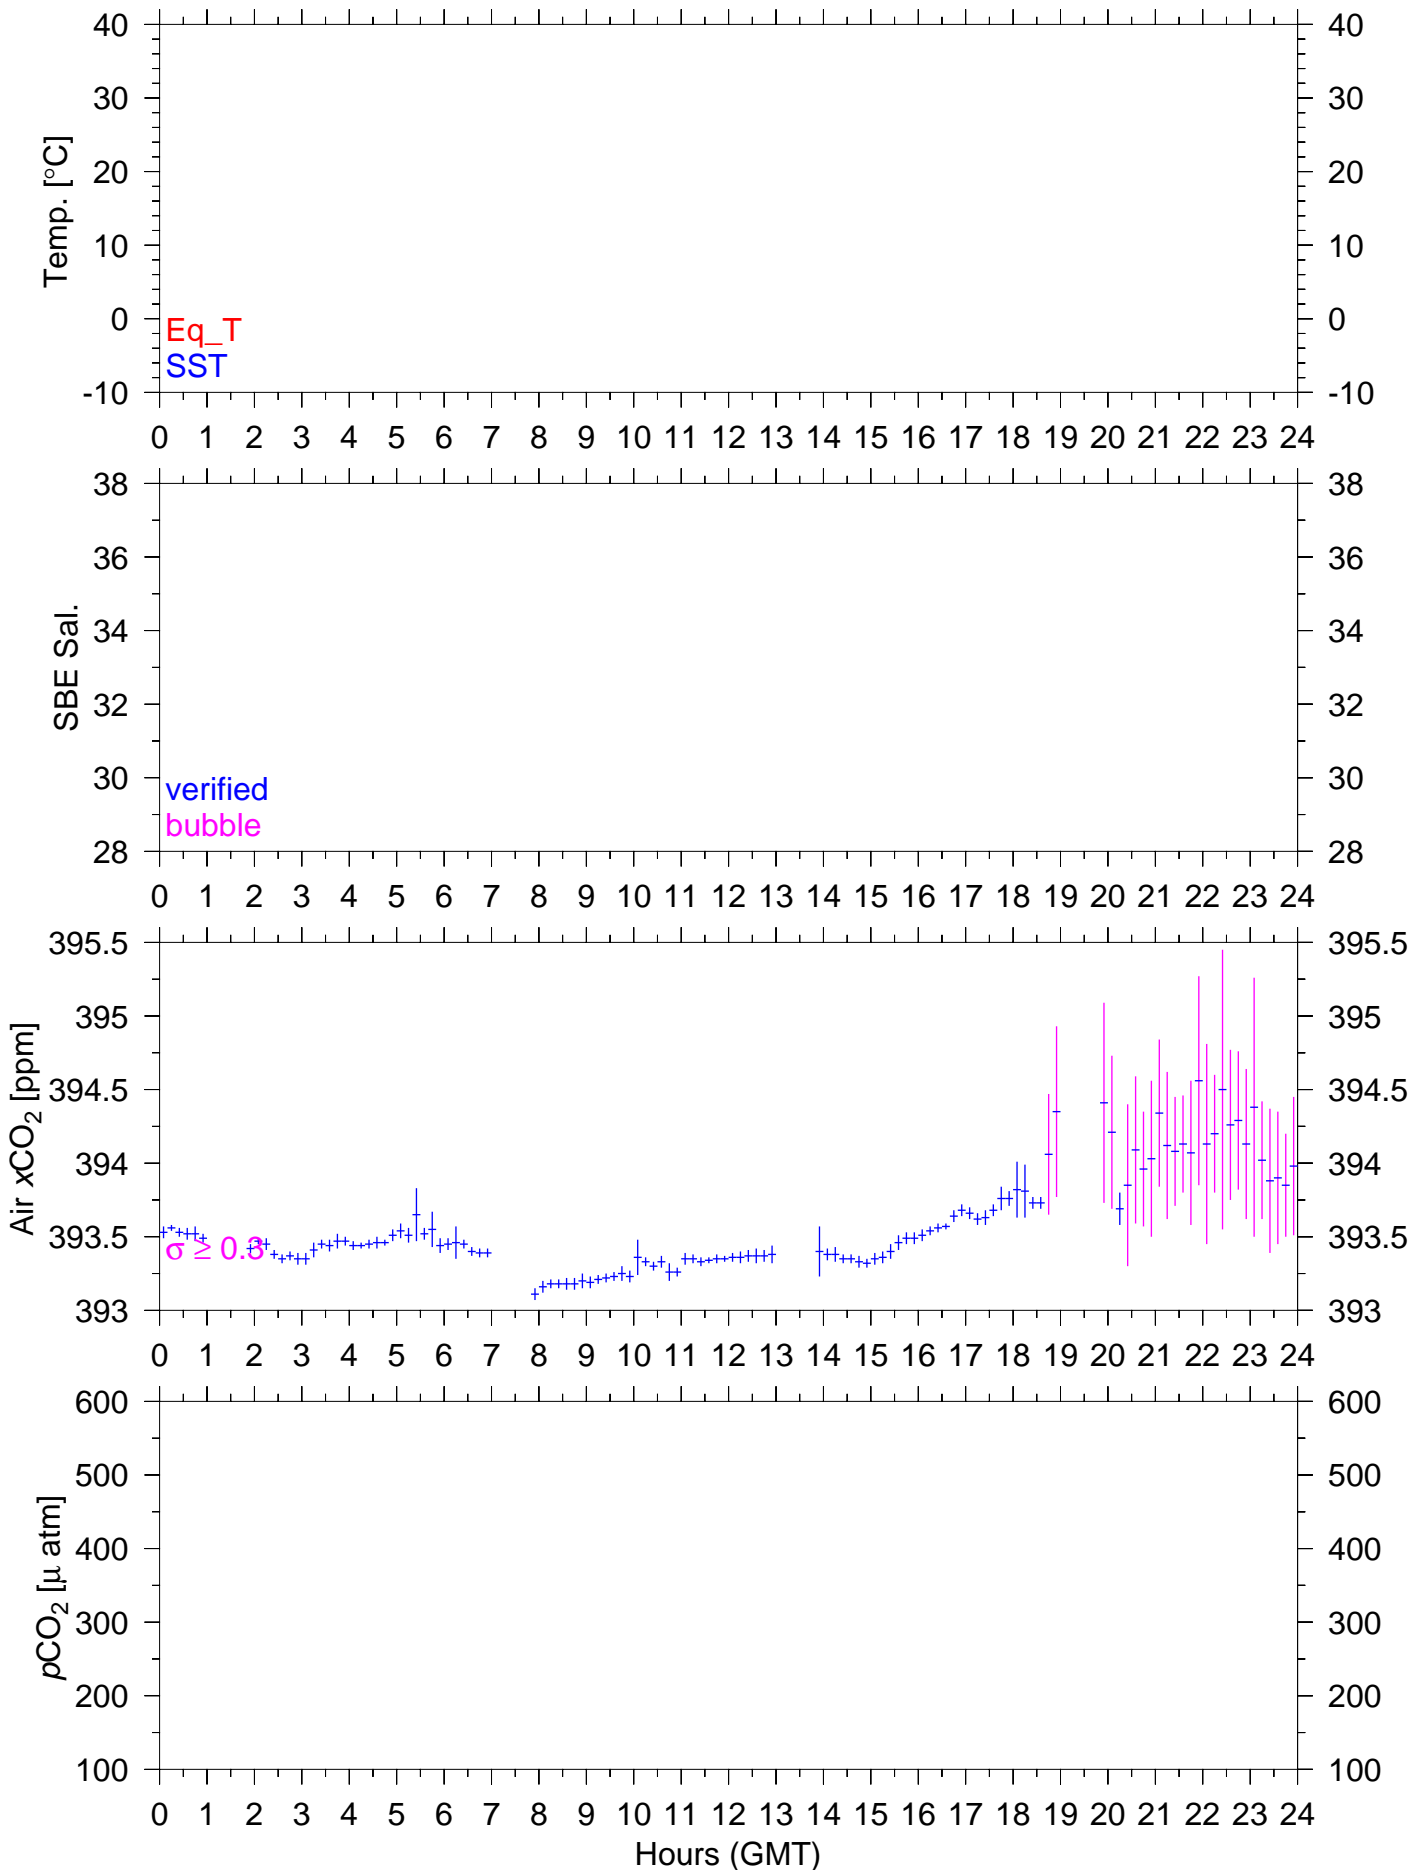 40 40
30 30
20 20
10 10
0 0
-10 -10
Temp. [°C]
Eq_T
SST
0 1 2 3 4 5 6 7 8 9 10 11 12 13 14 15 16 17 18 19 20 21 22 23 24
38 38
36 36
34 34
32 32
30 30
28 28
SBE Sal.
verified
bubble
0 1 2 3 4 5 6 7 8 9 10 11 12 13 14 15 16 17 18 19 20 21 22 23 24
395.5 395.5
395 395
394.5 394.5
394 394
393.5 393.5
393 393
Air xCO₂ [ppm]
σ ≥ 0.3
0 1 2 3 4 5 6 7 8 9 10 11 12 13 14 15 16 17 18 19 20 21 22 23 24
600 600
500 500
400 400
300 300
200 200
100 100
pCO₂ [μ atm]
0 1 2 3 4 5 6 7 8 9 10 11 12 13 14 15 16 17 18 19 20 21 22 23 24
Hours (GMT)